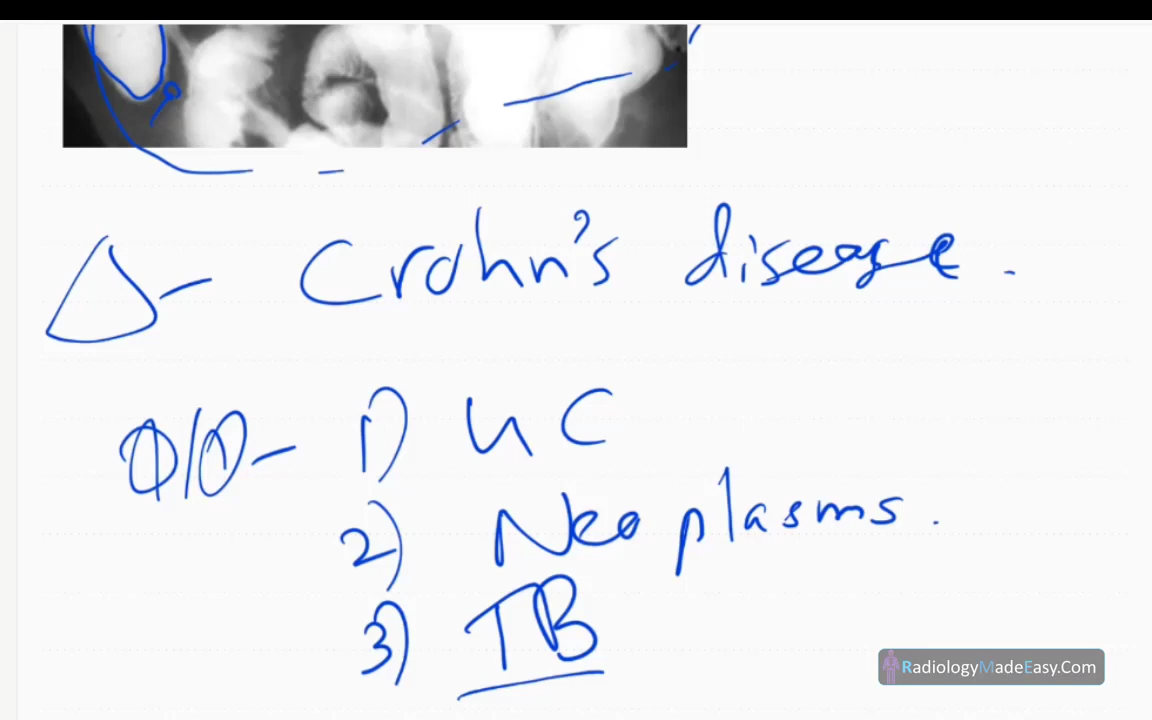 Δ- Crohn's disease.
D/D- 1) UC
2) Neoplasms.
3) TB
RadiologyMadeEasy.Com